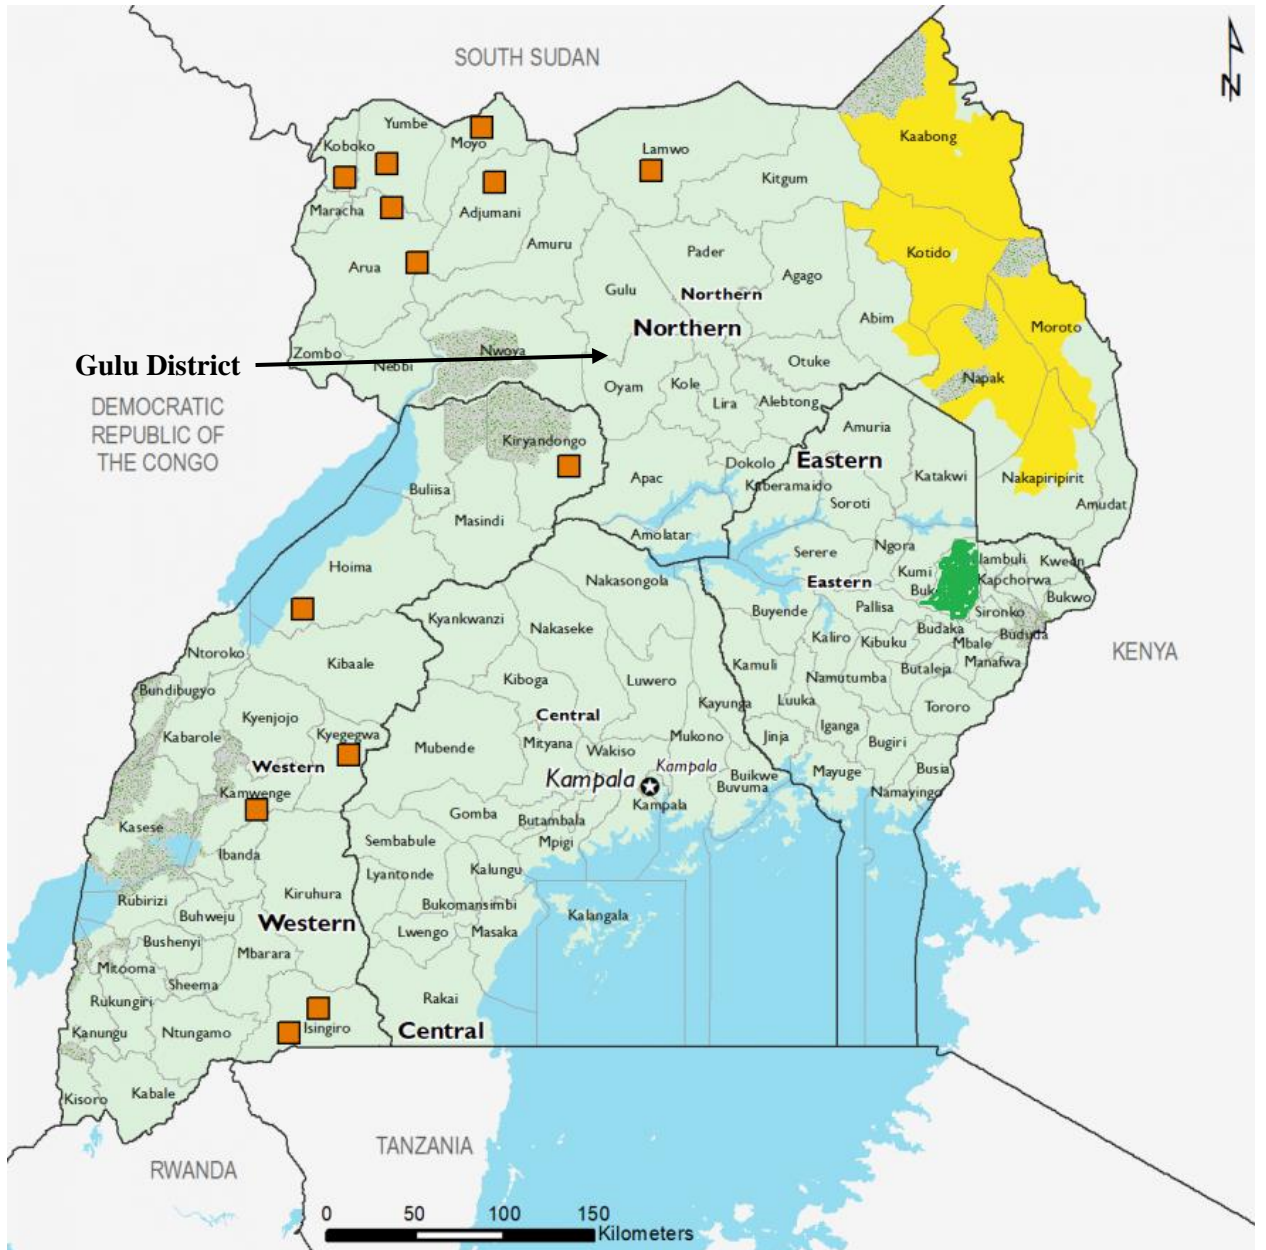 SOUTH SUDAN
N
Yumbe
Koboko
Moyo
Lamwo
Kaabong
Kitgum
Maracha
Adjumani
Amuru
Pader
Kotido
Arua
Agago
Gulu
Northern
Northern
Abim
Moroto
Gulu District
Zombo
Nebbi
Nwoya
Otuke
Oyam
Kole
Napak
Lira
Alebtong
DEMOCRATIC
REPUBLIC OF
THE CONGO
Amuria
Kiryandongo
Eastern
Dokolo
Katakwi
Apac
Kaberamaido
Nakapiripirit
Buliisa
Soroti
Amudat
Masindi
Amolatar
Serere
Ngora
Iambuli
Kween
Hoima
Nakasongola
Eastern
Kumi
Kapchorwa
Buk
Bukwo
Kyankwanzi
Nakaseke
Buyende
Pallisa
Sironko
Budaka
Bududa
Kaliro
Kibuku
Mbale
KENYA
Ntoroko
Kibaale
Kamuli
Butaleja
Manafwa
Bundibugyo
Kiboga
Luwero
Namutumba
Kyenjojo
Central
Kayunga
Luuka
Tororo
Kabarole
Kyegegwa
Mubende
Mityana
Wakiso
Mukono
Jinja
Iganga
Bugiri
Western
Kampala
Kampala
Buikwe
Mayuge
Busia
Kamwenge
Buvuma
Namayingo
Kampala
Kasese
Gomba
Butambala
Sembabule
Mpigi
Ibanda
Lyantonde
Kalungu
Rubirizi
Kiruhura
Bukomansimbi
Buhweju
Western
Kalangala
Lwengo
Masaka
Bushenyi
Mbarara
Mitooma
Sheema
Rukungiri
Rakai
Kanungu
Ntungamo
Isingiro
Central
Kisoro
Kabale
TANZANIA
RWANDA
0 50 100 150
Kilometers